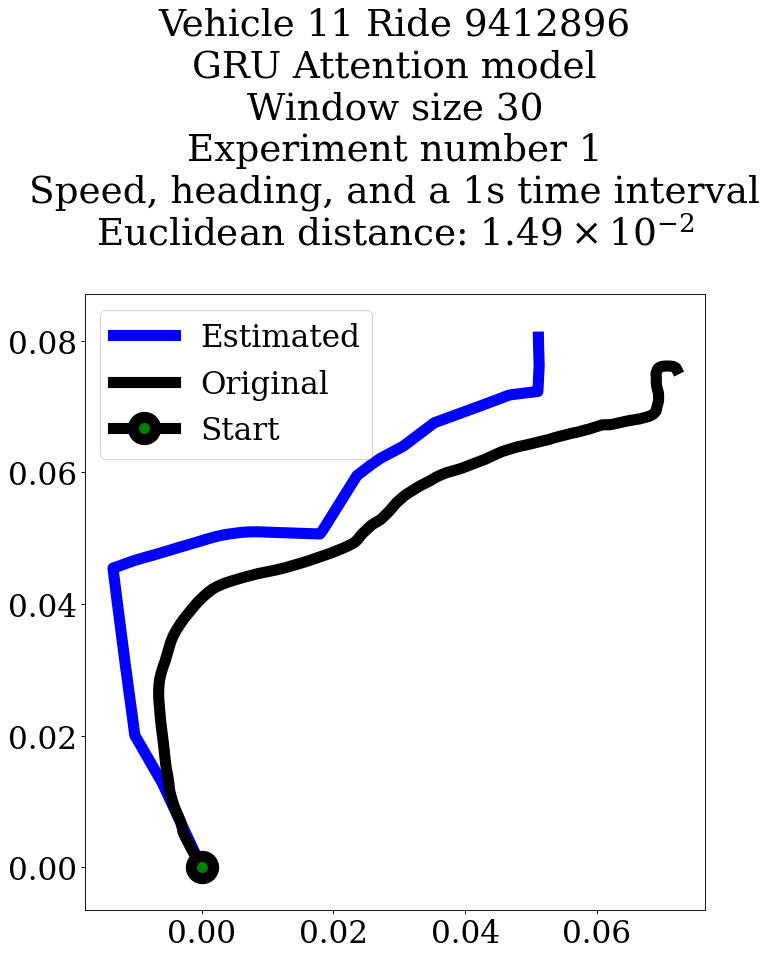 Vehicle 11 Ride 9412896
GRU Attention model
Window size 30
Experiment number 1
Speed, heading, and a 1s time interval
Euclidean distance: 1.49 × 10⁻²
Estimated
Original
Start
0.08
0.06
0.04
0.02
0.00
0.00 0.02 0.04 0.06